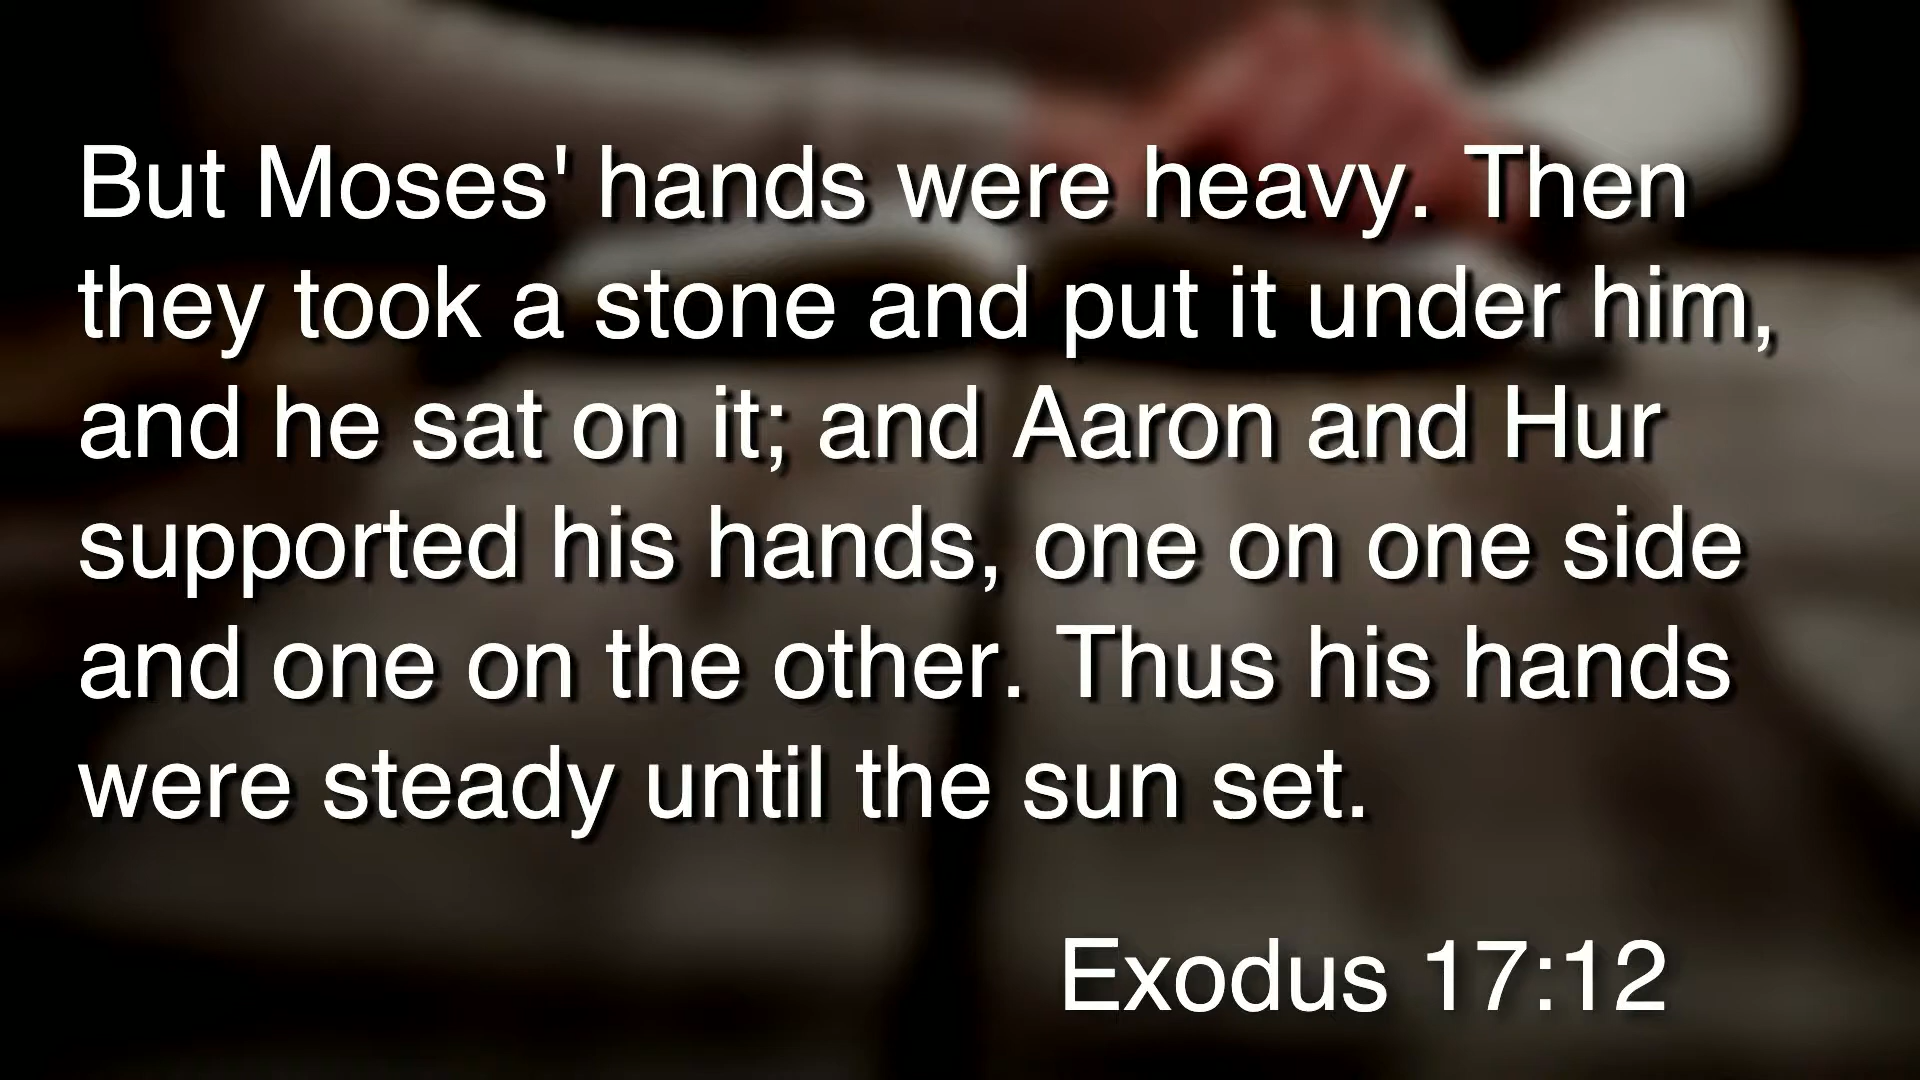 But Moses' hands were heavy. Then
they took a stone and put it under him,
and he sat on it; and Aaron and Hur
supported his hands, one on one side
and one on the other. Thus his hands
were steady until the sun set.
Exodus 17:12